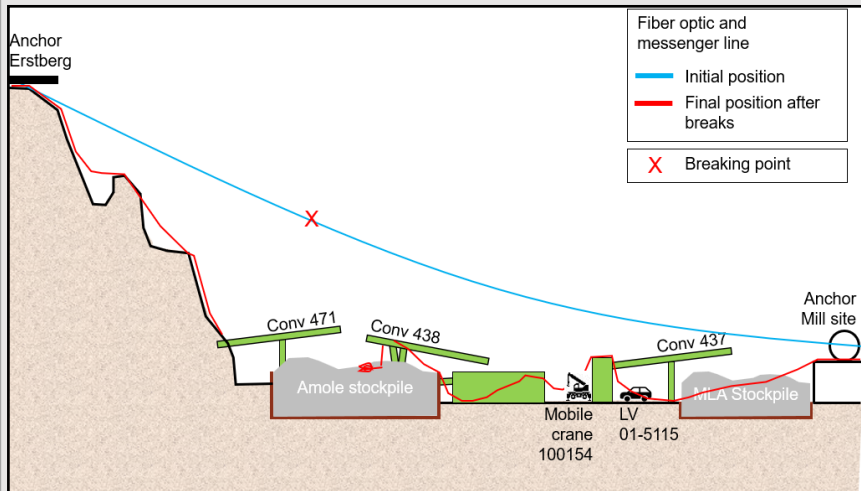 Anchor
Erstberg
Fiber optic and
messenger line
Initial position
Final position after
breaks
X Breaking point
X
Anchor
Mill site
Conv 471
Conv 438
Conv 437
Amole stockpile
MLA Stockpile
Mobile
crane
100154
LV
01-5115